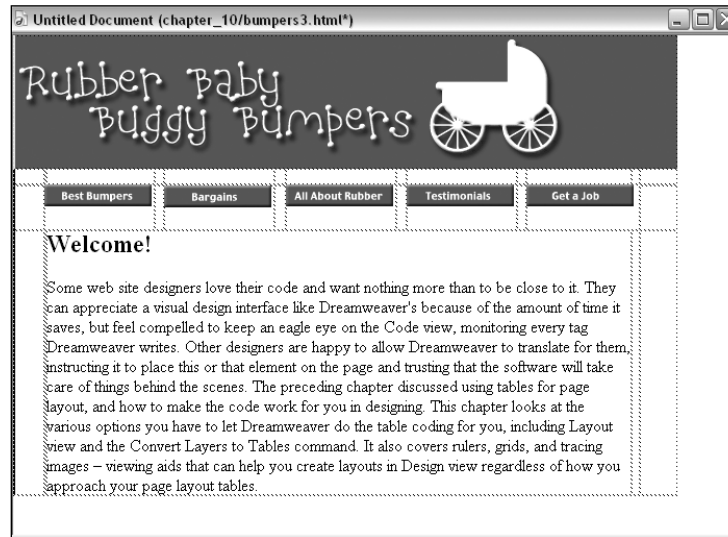 Untitled Document (chapter_10/bumpers3.html*)
Rubber Baby
Buggy Bumpers
Best Bumpers Bargains All About Rubber Testimonials Get a Job
Welcome!
Some web site designers love their code and want nothing more than to be close to it. They
can appreciate a visual design interface like Dreamweaver's because of the amount of time it
saves, but feel compelled to keep an eagle eye on the Code view, monitoring every tag
Dreamweaver writes. Other designers are happy to allow Dreamweaver to translate for them,
instructing it to place this or that element on the page and trusting that the software will take
care of things behind the scenes. The preceding chapter discussed using tables for page
layout, and how to make the code work for you in designing. This chapter looks at the
various options you have to let Dreamweaver do the table coding for you, including Layout
view and the Convert Layers to Tables command. It also covers rulers, grids, and tracing
images – viewing aids that can help you create layouts in Design view regardless of how you
approach your page layout tables.